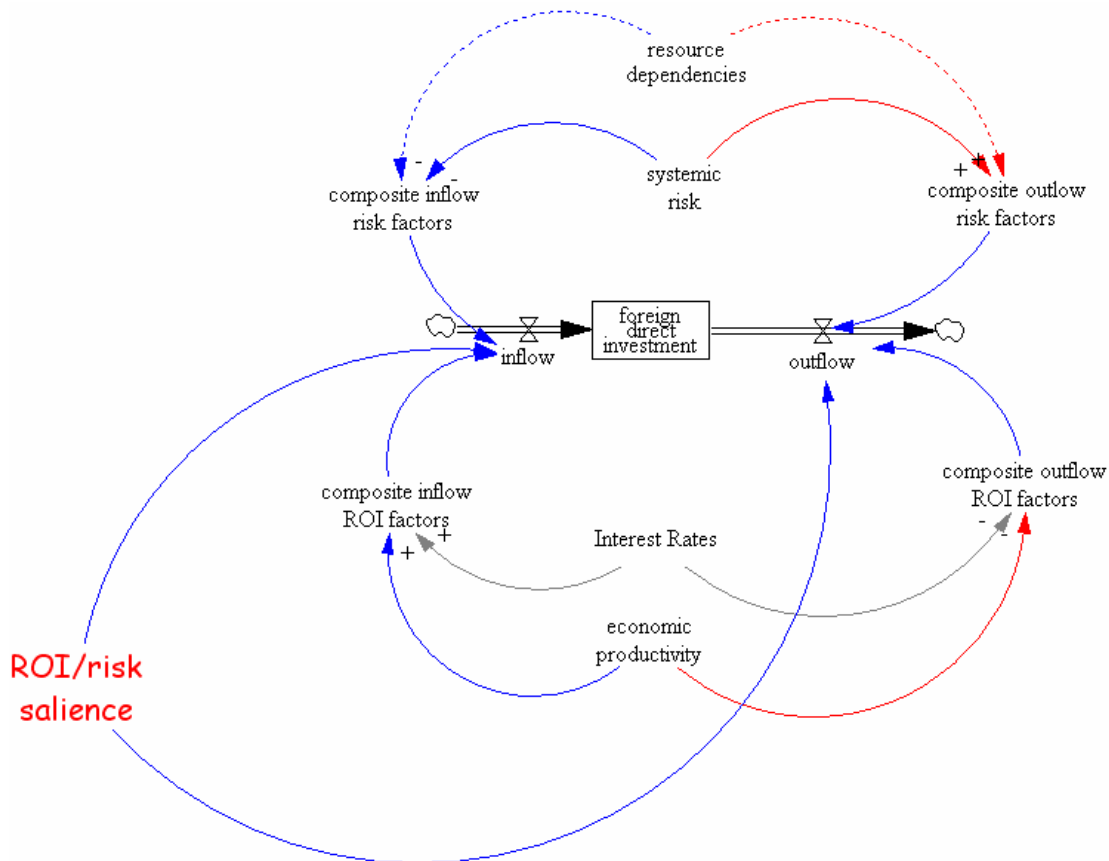 resource
dependencies
-
-
systemic
risk
+
+
composite inflow
risk factors
composite outlow
risk factors
foreign
direct
investment
inflow
outflow
composite inflow
ROI factors
+
+
composite outflow
ROI factors
-
-
Interest Rates
economic
productivity
ROI/risk
salience